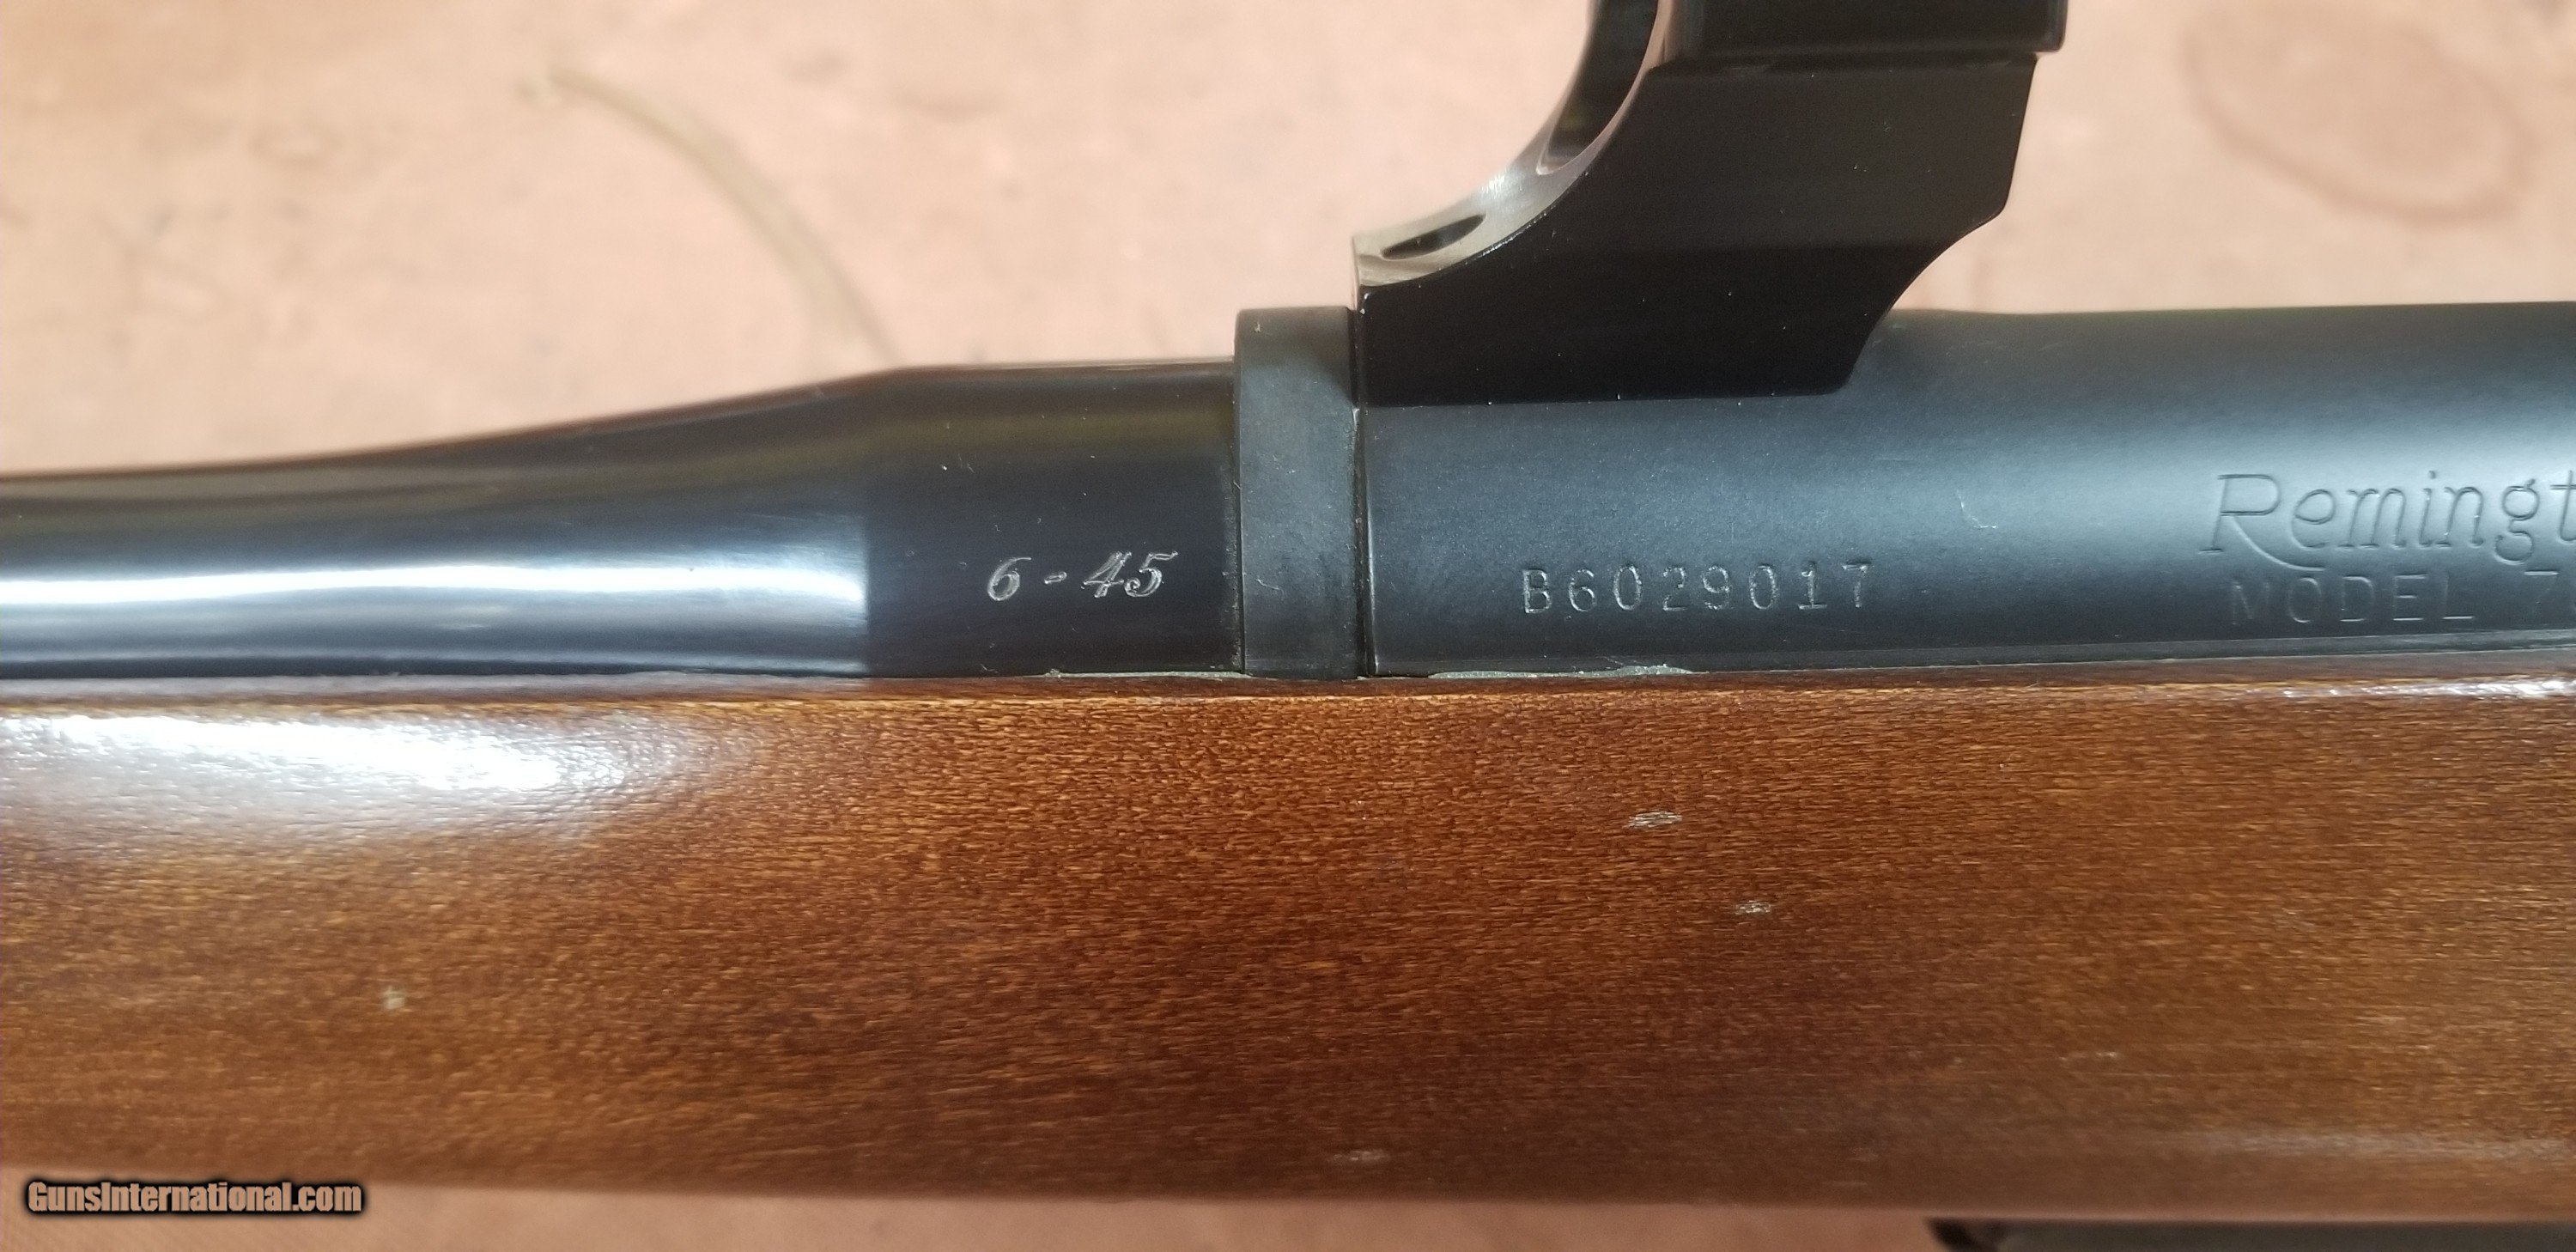 6-45
B6029017
Remingt
MODEL 7
GunsInternational.com